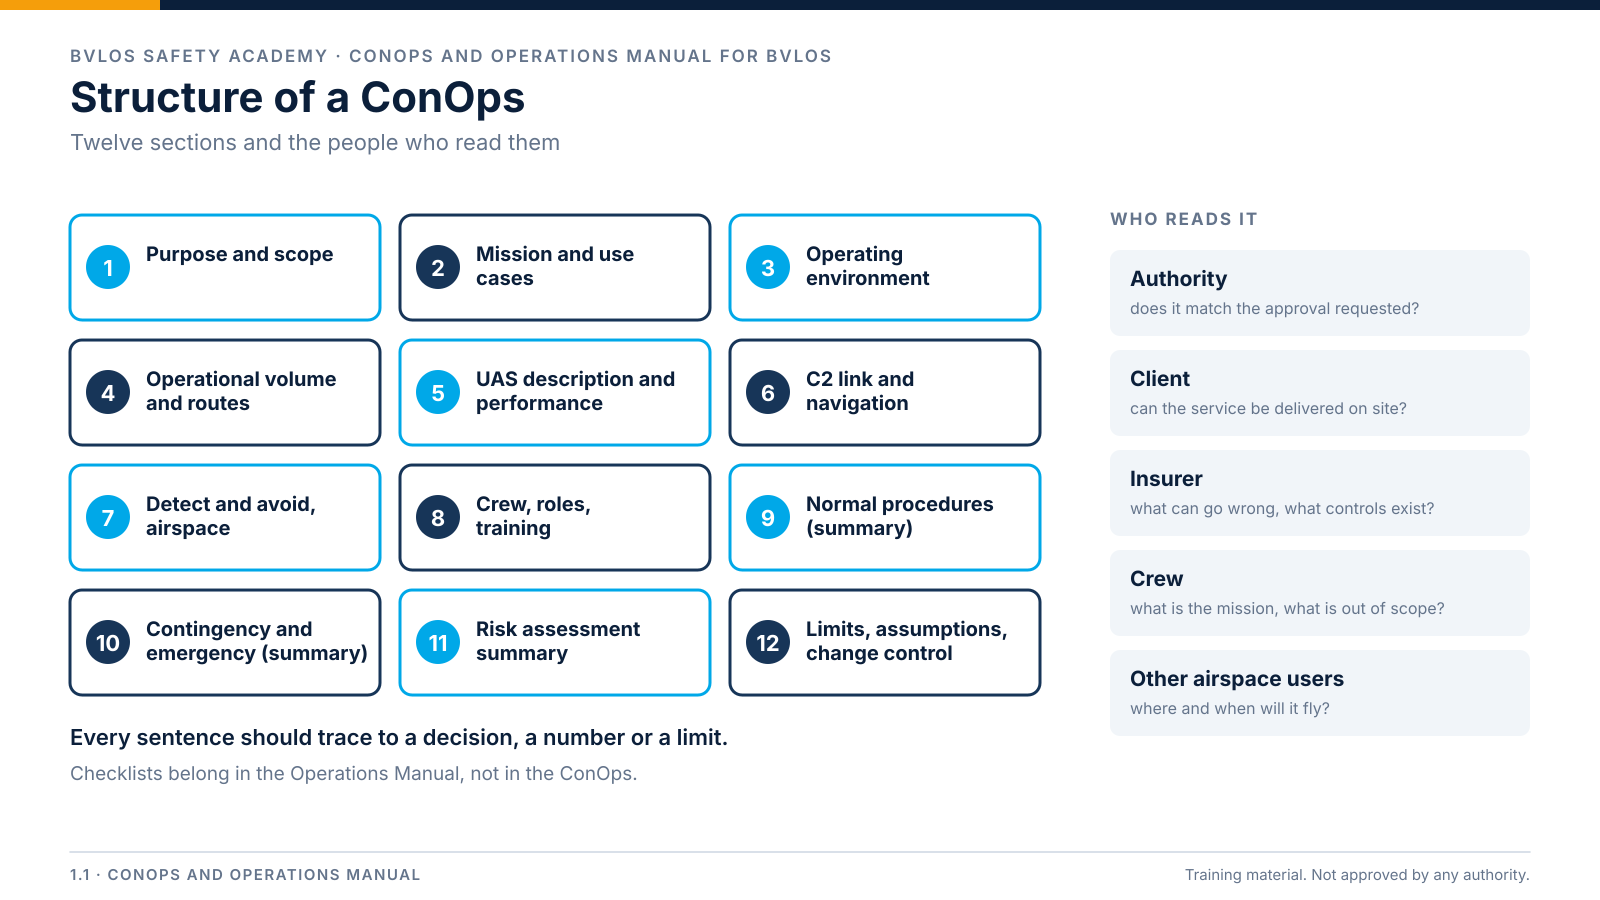 BVLOS SAFETY ACADEMY · CONOPS AND OPERATIONS MANUAL FOR BVLOS
Structure of a ConOps
Twelve sections and the people who read them
1
Purpose and scope
2
Mission and use
cases
3
Operating
environment
4
Operational volume
and routes
5
UAS description and
performance
6
C2 link and
navigation
7
Detect and avoid,
airspace
8
Crew, roles,
training
9
Normal procedures
(summary)
10
Contingency and
emergency (summary)
11
Risk assessment
summary
12
Limits, assumptions,
change control
Every sentence should trace to a decision, a number or a limit.
Checklists belong in the Operations Manual, not in the ConOps.
WHO READS IT
Authority
does it match the approval requested?
Client
can the service be delivered on site?
Insurer
what can go wrong, what controls exist?
Crew
what is the mission, what is out of scope?
Other airspace users
where and when will it fly?
1.1 · CONOPS AND OPERATIONS MANUAL
Training material. Not approved by any authority.